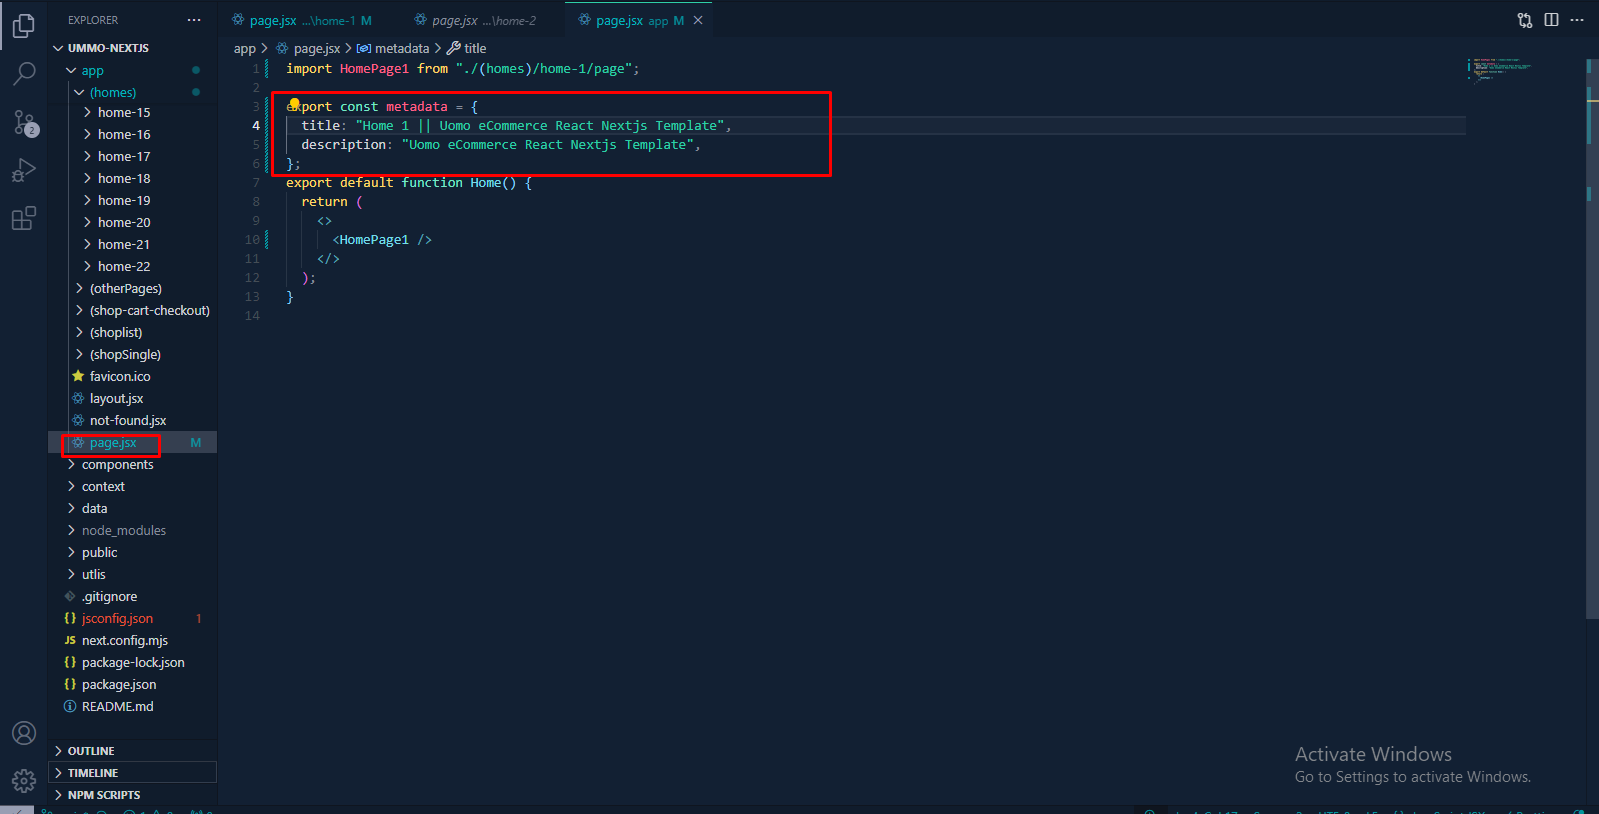 EXPLORER ···
page.jsx ...\home-1 M
page.jsx ...\home-2
page.jsx app M
UMMO-NEXTJS
app
(homes)
home-15
home-16
home-17
home-18
home-19
home-20
home-21
home-22
(otherPages)
(shop-cart-checkout)
(shoplist)
(shopSingle)
favicon.ico
layout.jsx
not-found.jsx
page.jsx M
components
context
data
node_modules
public
utlis
.gitignore
jsconfig.json 1
next.config.mjs
package-lock.json
package.json
README.md
OUTLINE
TIMELINE
NPM SCRIPTS
2
app > page.jsx > metadata > title
1 import HomePage1 from "./(homes)/home-1/page";
2
3 export const metadata = {
4 title: "Home 1 || Uomo eCommerce React Nextjs Template",
5 description: "Uomo eCommerce React Nextjs Template",
6 };
7 export default function Home() {
8 return (
9 <>
10 <HomePage1 />
11 </>
12 );
13 }
14
Activate Windows
Go to Settings to activate Windows.